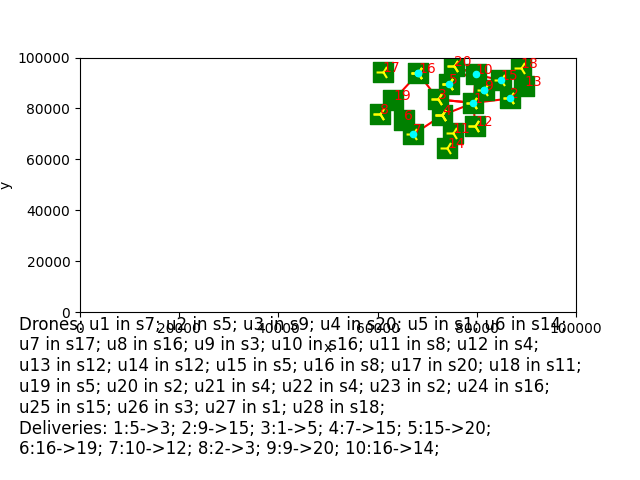 100000
80000
60000
40000
20000
0
y
0 20000 40000 60000 80000 100000
x
20
18
16
19
12
Drones: u1 in s7; u2 in s5; u3 in s9; u4 in s20; u5 in s1; u6 in s14;
u7 in s17; u8 in s16; u9 in s3; u10 in s16; u11 in s8; u12 in s4;
u13 in s12; u14 in s12; u15 in s5; u16 in s8; u17 in s20; u18 in s11;
u19 in s5; u20 in s2; u21 in s4; u22 in s4; u23 in s2; u24 in s16;
u25 in s15; u26 in s3; u27 in s1; u28 in s18;
Deliveries: 1:5->3; 2:9->15; 3:1->5; 4:7->15; 5:15->20;
6:16->19; 7:10->12; 8:2->3; 9:9->20; 10:16->14;